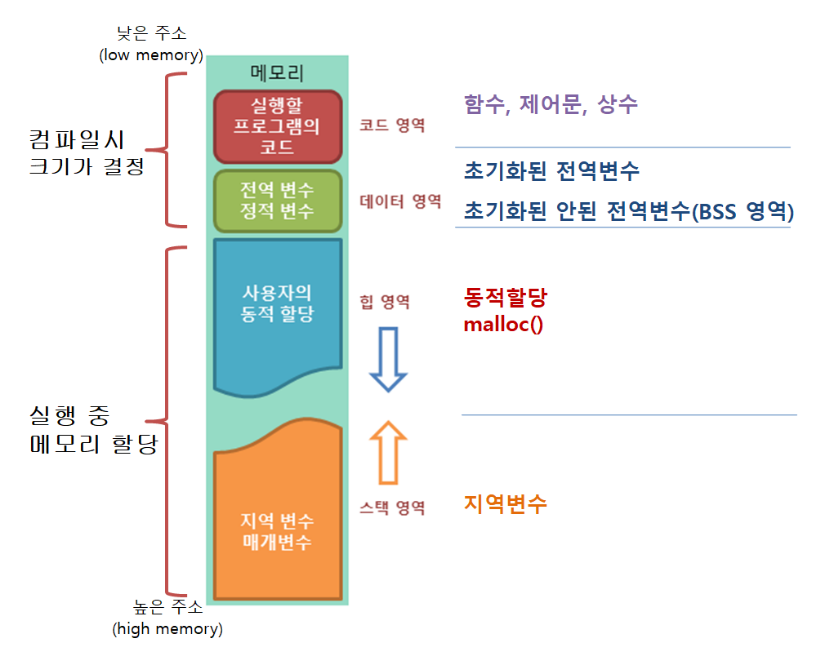 낮은 주소
(low memory)
메모리
실행할
프로그램의
코드
코드 영역
함수, 제어문, 상수
컴파일시
크기가 결정
전역 변수
정적 변수
데이터 영역
초기화된 전역변수
초기화된 안된 전역변수(BSS 영역)
사용자의
동적 할당
힙 영역
동적할당
malloc()
실행 중
메모리 할당
지역 변수
매개변수
스택 영역
지역변수
높은 주소
(high memory)